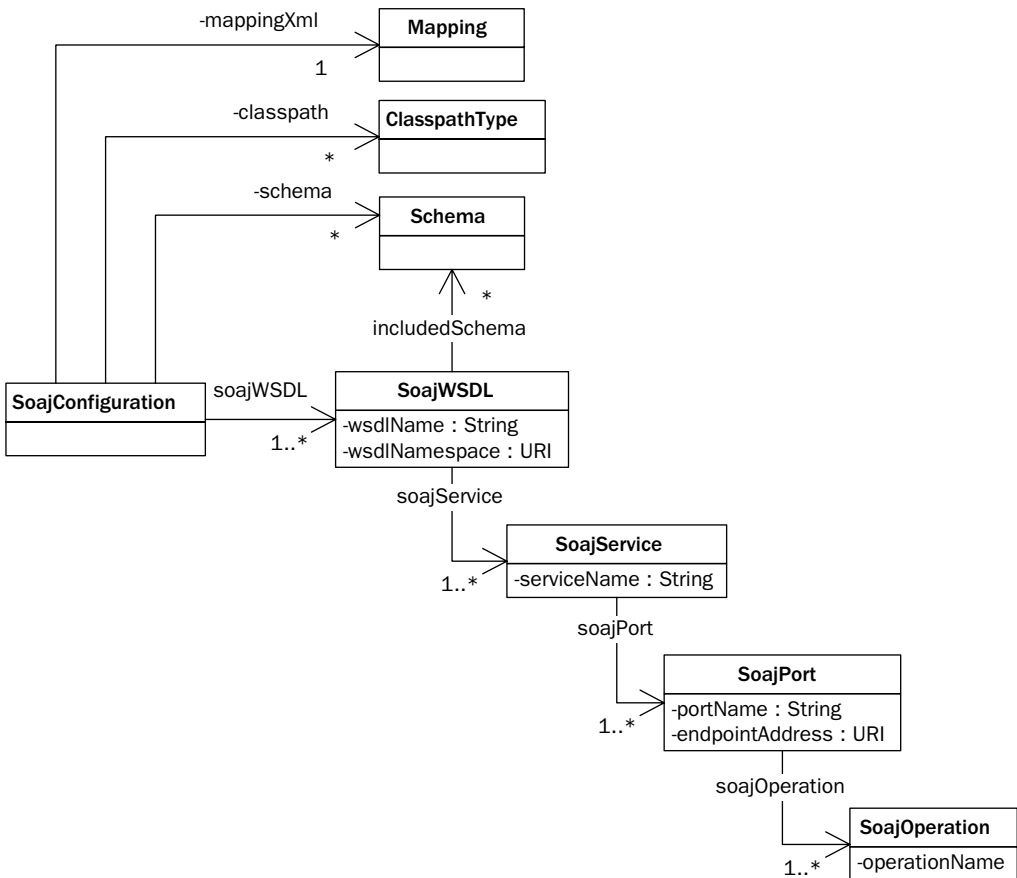 -mappingXml
Mapping
1
-classpath
ClasspathType
*
-schema
Schema
*
*
includedSchema
SoajConfiguration
soajWSDL
1..*
SoajWSDL
-wsdlName : String
-wsdlNamespace : URI
soajService
1..*
SoajService
-serviceName : String
soajPort
1..*
SoajPort
-portName : String
-endpointAddress : URI
soajOperation
1..*
SoajOperation
-operationName